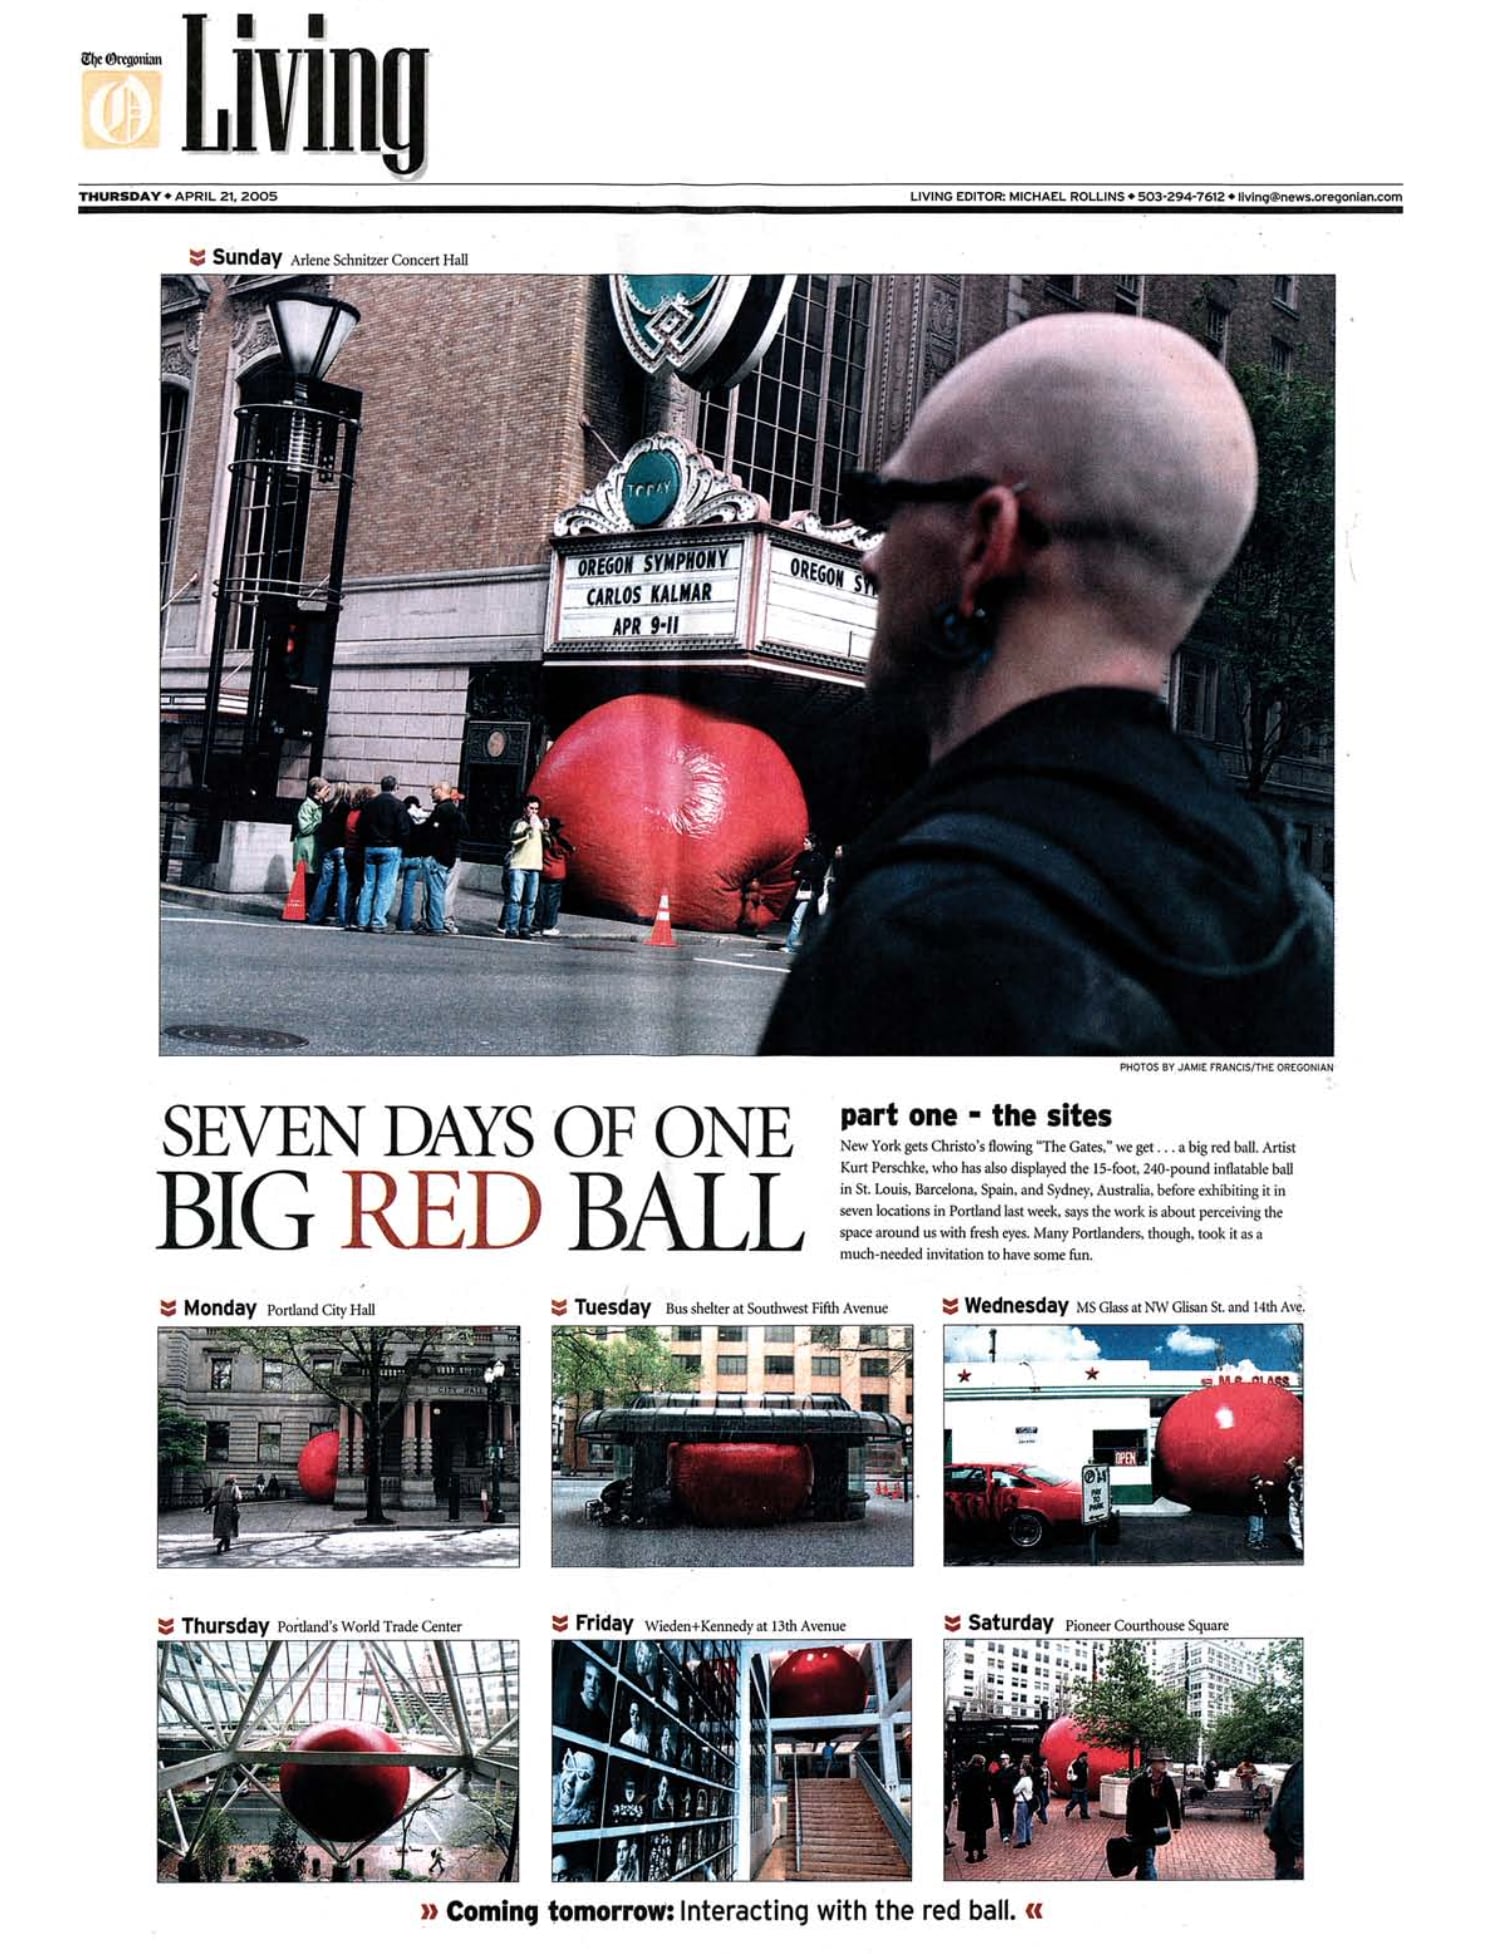 The Oregonian
O
Living
THURSDAY ♦ APRIL 21, 2005
LIVING EDITOR: MICHAEL ROLLINS ♦ 503-294-7612 ♦ living@news.oregonian.com
Sunday Arlene Schnitzer Concert Hall
TODAY
OREGON SYMPHONY
CARLOS KALMAR
APR 9-11
OREGON SY
PHOTOS BY JAMIE FRANCIS/THE OREGONIAN
SEVEN DAYS OF ONE
BIG RED BALL
part one - the sites
New York gets Christo's flowing "The Gates," we get . . . a big red ball. Artist
Kurt Perschke, who has also displayed the 15-foot, 240-pound inflatable ball
in St. Louis, Barcelona, Spain, and Sydney, Australia, before exhibiting it in
seven locations in Portland last week, says the work is about perceiving the
space around us with fresh eyes. Many Portlanders, though, took it as a
much-needed invitation to have some fun.
Monday Portland City Hall
CITY HALL
Tuesday Bus shelter at Southwest Fifth Avenue
Wednesday MS Glass at NW Glisan St. and 14th Ave.
M.S. GLASS
OPEN
PAY
TO
PARK
Thursday Portland's World Trade Center
Friday Wieden+Kennedy at 13th Avenue
Saturday Pioneer Courthouse Square
» Coming tomorrow: Interacting with the red ball. «